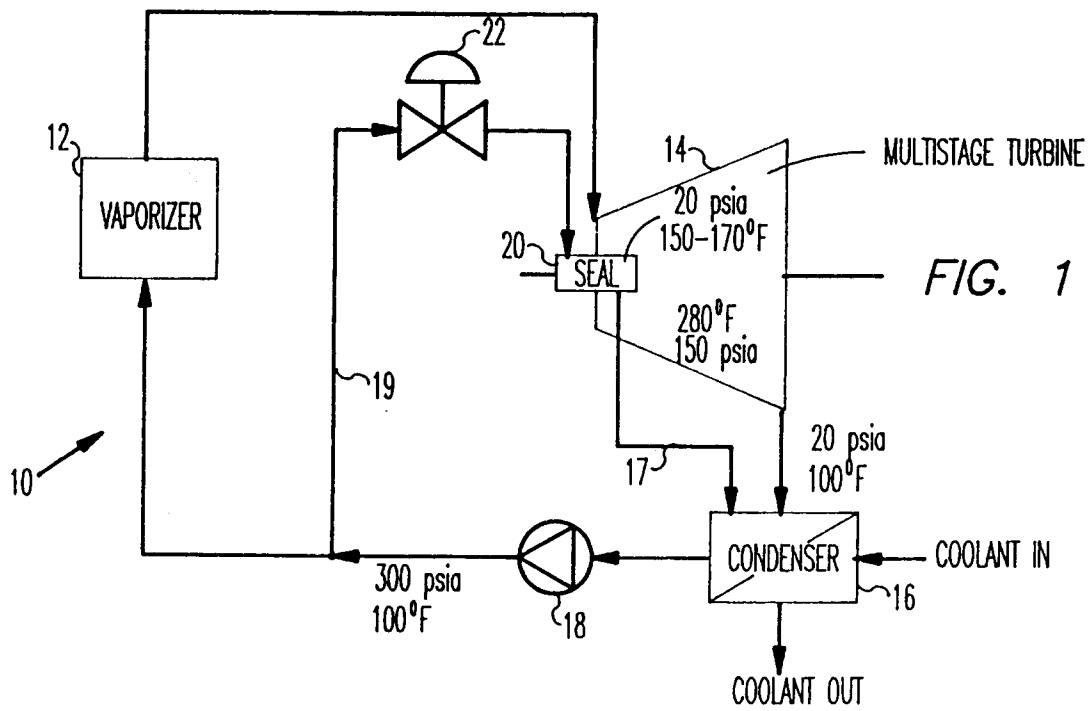 22
12
VAPORIZER
14
MULTISTAGE TURBINE
20 psia
150-170°F
20
SEAL
FIG. 1
280°F
150 psia
19
10
17
20 psia
100°F
300 psia
100°F
18
CONDENSER
COOLANT IN
16
COOLANT OUT